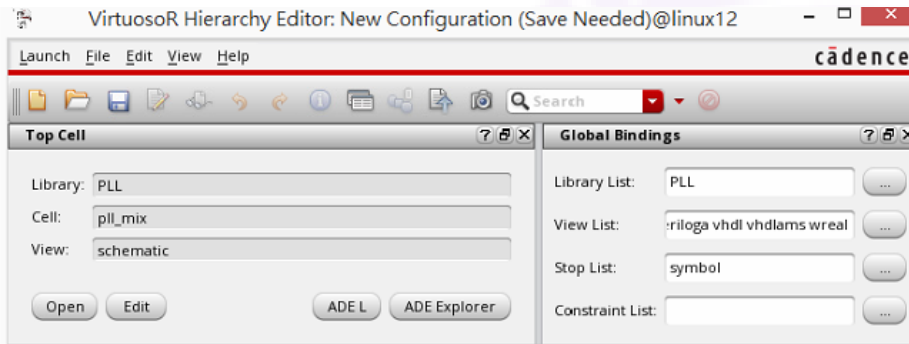 VirtuosoR Hierarchy Editor: New Configuration (Save Needed)@linux12
Launch File Edit View Help
cādence
Search
Top Cell
Global Bindings
Library: PLL
Cell: pll_mix
View: schematic
Open Edit ADE L ADE Explorer
Library List: PLL ...
View List: :riloga vhdl vhdlams wreal ...
Stop List: symbol ...
Constraint List: ...